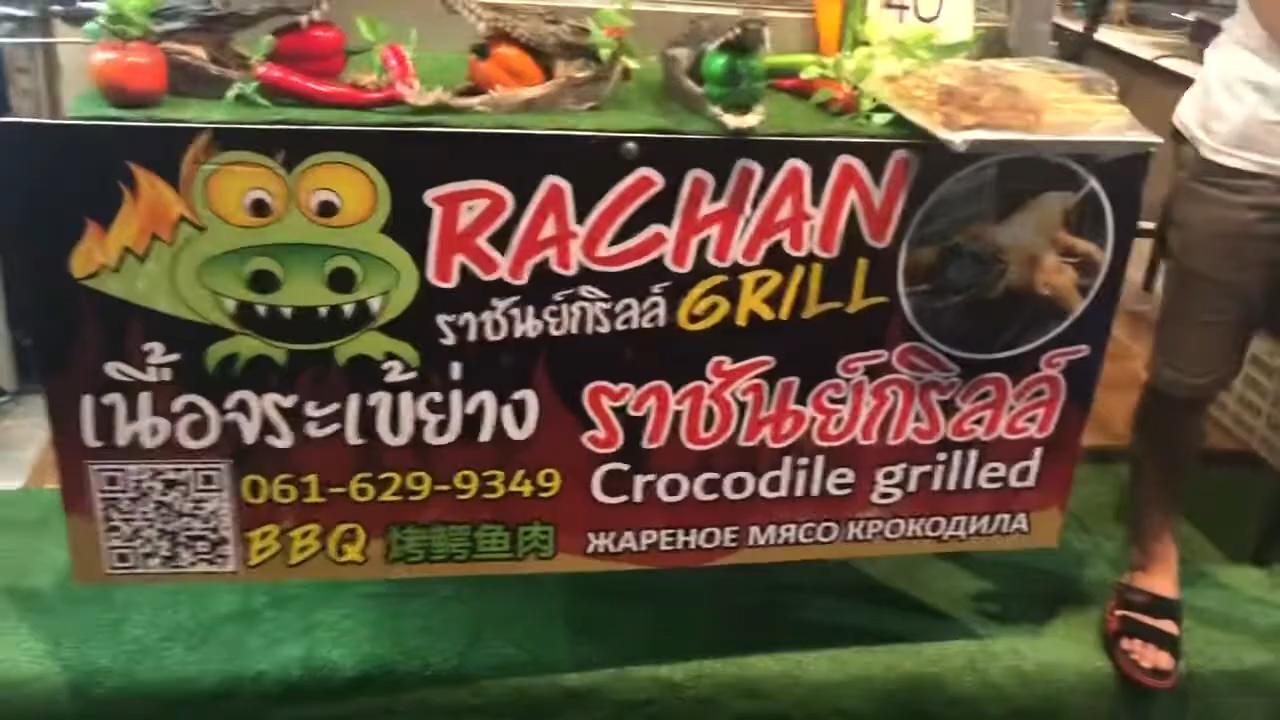 40
RACHAN
ราชันย์กริลล์ GRILL
เนื้อจระเข้ย่าง
ราชันย์กริลล์
061-629-9349
Crocodile grilled
BBQ 烤鳄鱼肉
ЖАРЕНОЕ МЯСО КРОКОДИЛА